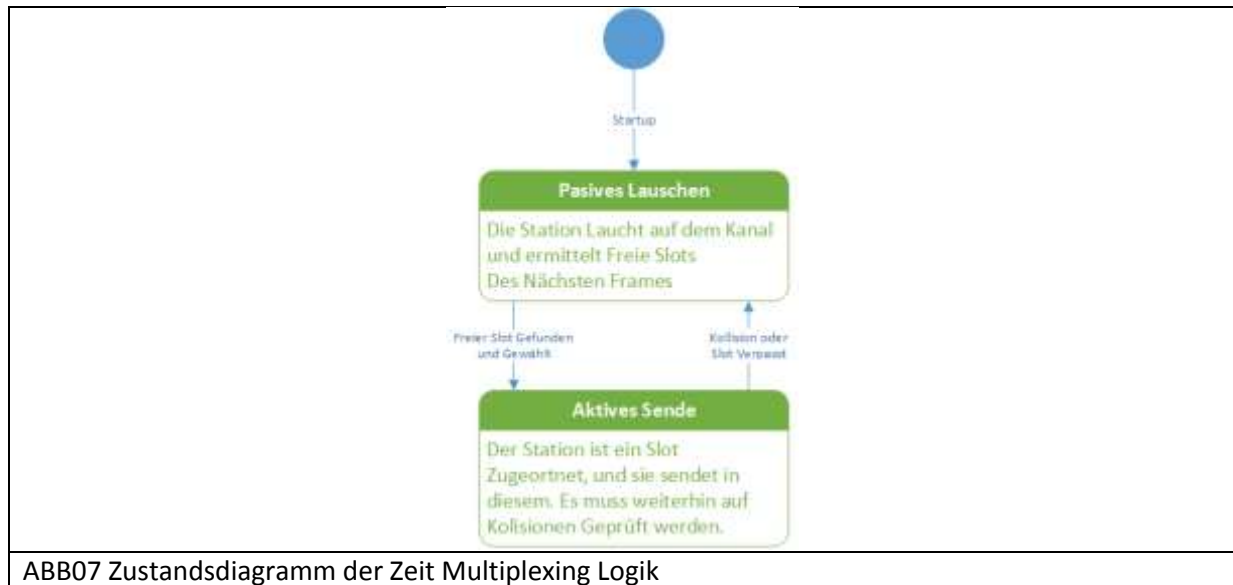 Startup
Pasives Lauschen
Die Station Laucht auf dem Kanal
und ermittelt Freie Slots
Des Nächsten Frames
Freier Slot Gefunden
und Gewählt
Kollision oder
Slot Verpasst
Aktives Sende
Der Station ist ein Slot
Zugeortnet, und sie sendet in
diesem. Es muss weiterhin auf
Kolisionen Geprüft werden.
ABB07 Zustandsdiagramm der Zeit Multiplexing Logik